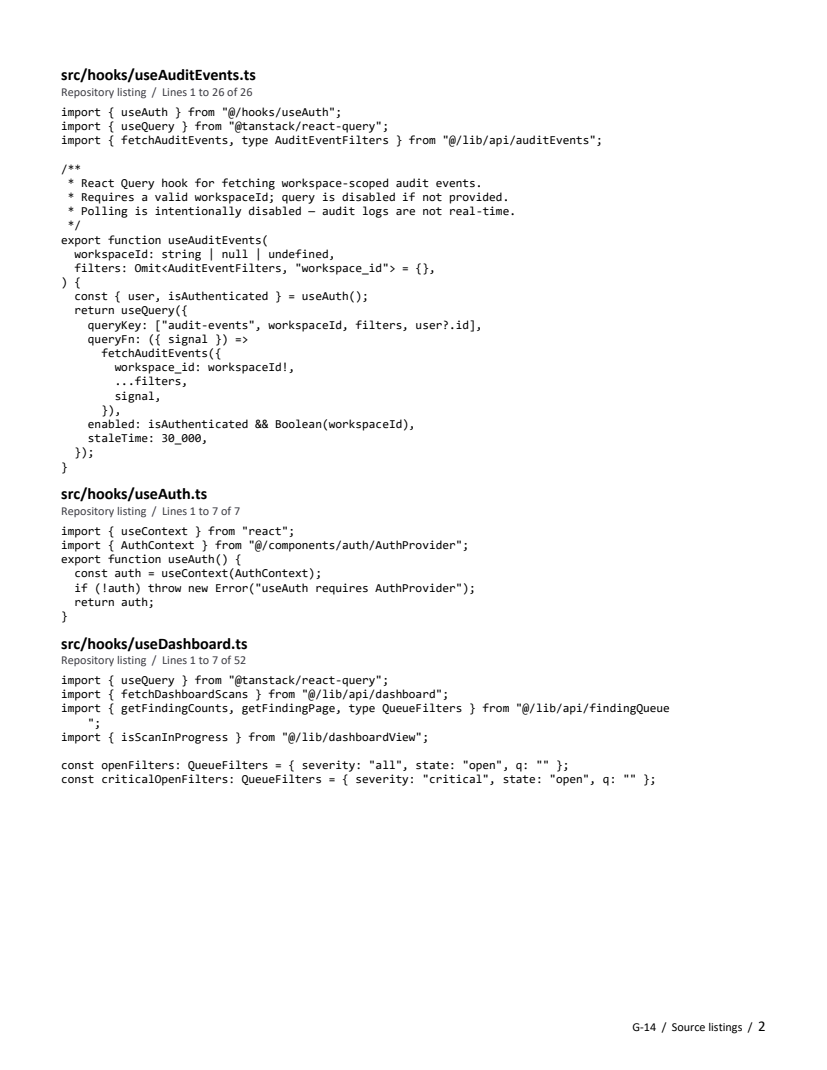 src/hooks/useAuditEvents.ts
Repository listing / Lines 1 to 26 of 26
import { useAuth } from "@/hooks/useAuth";
import { useQuery } from "@tanstack/react-query";
import { fetchAuditEvents, type AuditEventFilters } from "@/lib/api/auditEvents";

/**
 * React Query hook for fetching workspace-scoped audit events.
 * Requires a valid workspaceId; query is disabled if not provided.
 * Polling is intentionally disabled — audit logs are not real-time.
 */
export function useAuditEvents(
  workspaceId: string | null | undefined,
  filters: Omit<AuditEventFilters, "workspace_id"> = {},
) {
  const { user, isAuthenticated } = useAuth();
  return useQuery({
    queryKey: ["audit-events", workspaceId, filters, user?.id],
    queryFn: ({ signal }) =>
      fetchAuditEvents({
        workspace_id: workspaceId!,
        ...filters,
        signal,
      }),
    enabled: isAuthenticated && Boolean(workspaceId),
    staleTime: 30_000,
  });
}
src/hooks/useAuth.ts
Repository listing / Lines 1 to 7 of 7
import { useContext } from "react";
import { AuthContext } from "@/components/auth/AuthProvider";
export function useAuth() {
  const auth = useContext(AuthContext);
  if (!auth) throw new Error("useAuth requires AuthProvider");
  return auth;
}
src/hooks/useDashboard.ts
Repository listing / Lines 1 to 7 of 52
import { useQuery } from "@tanstack/react-query";
import { fetchDashboardScans } from "@/lib/api/dashboard";
import { getFindingCounts, getFindingPage, type QueueFilters } from "@/lib/api/findingQueue
    ";
import { isScanInProgress } from "@/lib/dashboardView";

const openFilters: QueueFilters = { severity: "all", state: "open", q: "" };
const criticalOpenFilters: QueueFilters = { severity: "critical", state: "open", q: "" };
G-14 / Source listings / 2